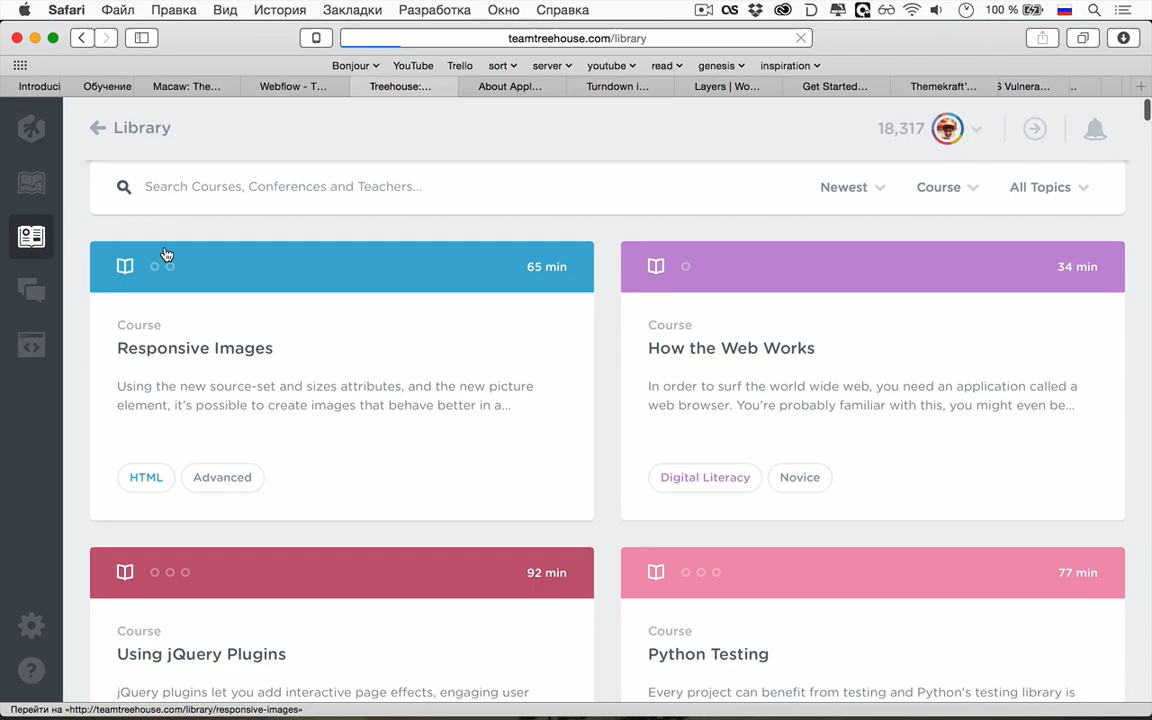 Safari Файл Правка Вид История Закладки Разработка Окно Справка 100 %
teamtreehouse.com/library
Bonjour YouTube Trello sort server youtube read genesis inspiration
Introduci Обучение Macaw: The... Webflow - T... Treehouse:... About Appl... Turndown i... Layers | Wo... Get Started... Themekraft'... S Vulnera... ..
Library 18,317
Search Courses, Conferences and Teachers... Newest Course All Topics
65 min 34 min
Course Course
Responsive Images How the Web Works
Using the new source-set and sizes attributes, and the new picture In order to surf the world wide web, you need an application called a
element, it's possible to create images that behave better in a... web browser. You're probably familiar with this, you might even be...
HTML Advanced Digital Literacy Novice
92 min 77 min
Course Course
Using jQuery Plugins Python Testing
jQuery plugins let you add interactive page effects, engaging user Every project can benefit from testing and Python's testing library is
Перейти на «http://teamtreehouse.com/library/responsive-images»